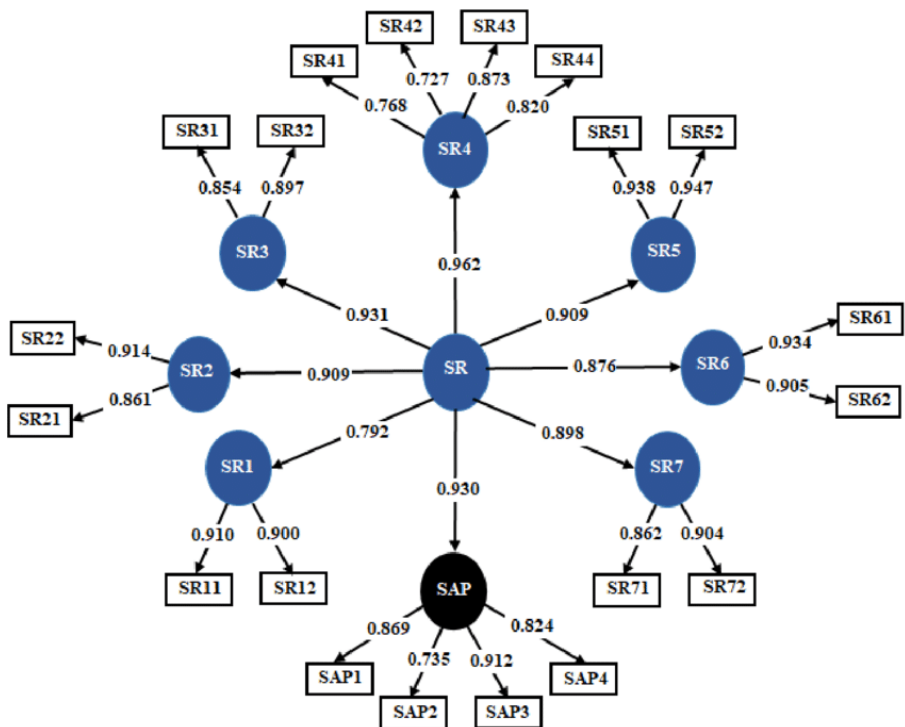 SR42 SR43
SR41 SR44
0.727 0.873
0.768 0.820
SR31 SR32 SR4 SR51 SR52
0.854 0.897 0.938 0.947
SR3 SR5
0.962
0.931 0.909
SR22 SR61
0.914 0.934
SR2 0.909 SR 0.876 SR6
0.861 0.905
SR21 SR62
0.792 0.898
SR1 SR7
0.930
0.910 0.900 0.862 0.904
SR11 SR12 SAP SR71 SR72
0.869 0.824
0.735 0.912
SAP1 SAP4
SAP2 SAP3